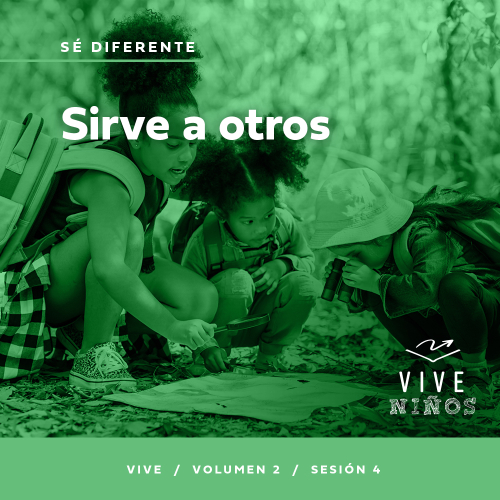 SÉ DIFERENTE
Sirve a otros
VIVE
NIÑOS
VIVE / VOLUMEN 2 / SESIÓN 4